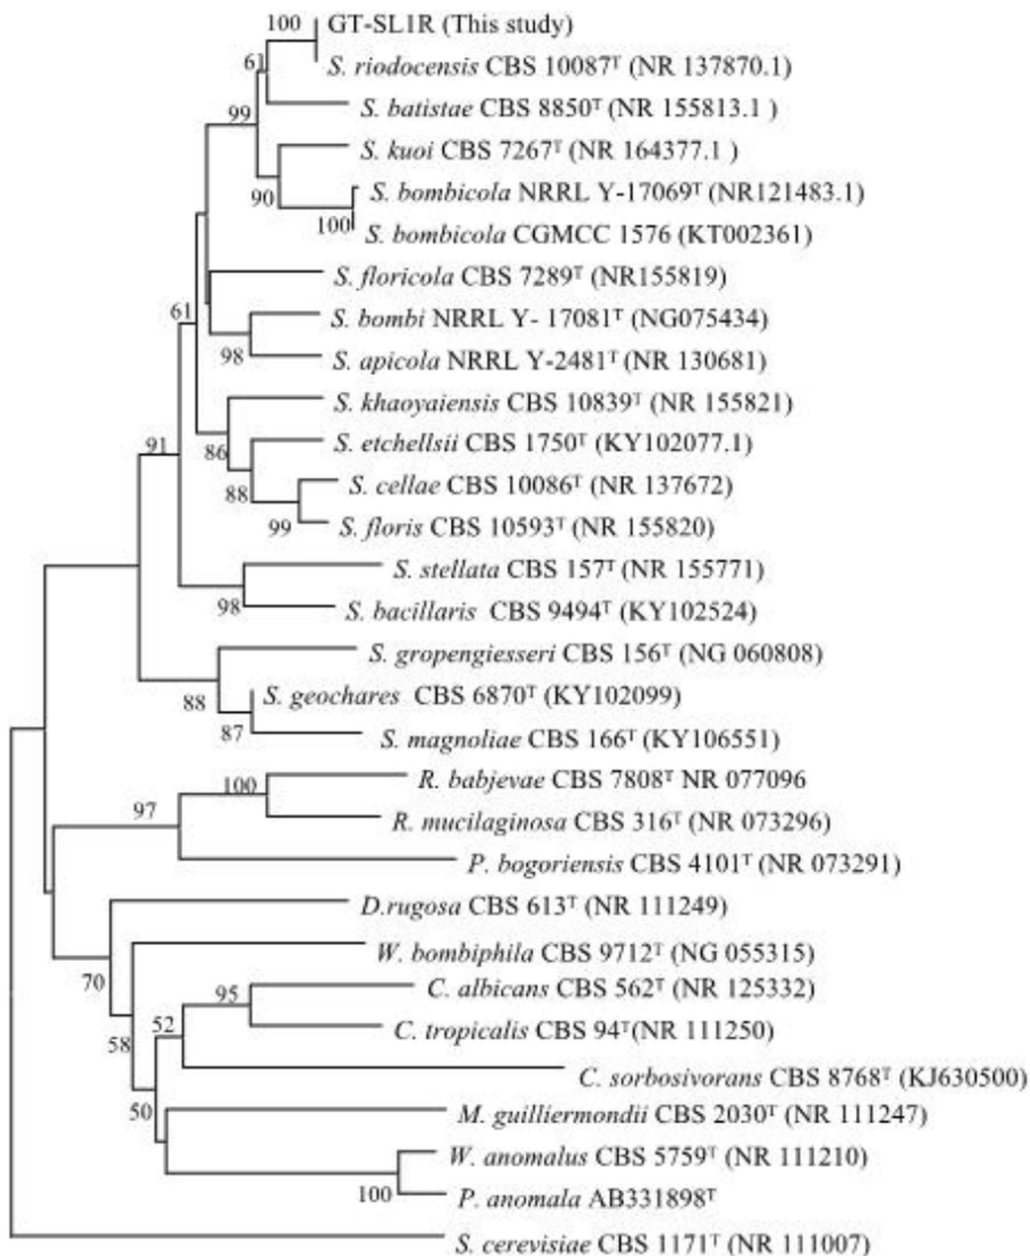 100 GT-SL1R (This study)
61 S. riodocensis CBS 10087ᵀ (NR 137870.1)
S. batistae CBS 8850ᵀ (NR 155813.1 )
99
S. kuoi CBS 7267ᵀ (NR 164377.1 )
90 S. bombicola NRRL Y-17069ᵀ (NR121483.1)
100 S. bombicola CGMCC 1576 (KT002361)
S. floricola CBS 7289ᵀ (NR155819)
61 S. bombi NRRL Y- 17081ᵀ (NG075434)
98 S. apicola NRRL Y-2481ᵀ (NR 130681)
S. khaoyaiensis CBS 10839ᵀ (NR 155821)
91 86 S. etchellsii CBS 1750ᵀ (KY102077.1)
88 S. cellae CBS 10086ᵀ (NR 137672)
99 S. floris CBS 10593ᵀ (NR 155820)
S. stellata CBS 157ᵀ (NR 155771)
98 S. bacillaris CBS 9494ᵀ (KY102524)
S. gropengiesseri CBS 156ᵀ (NG 060808)
88 S. geochares CBS 6870ᵀ (KY102099)
87 S. magnoliae CBS 166ᵀ (KY106551)
100 R. babjevae CBS 7808ᵀ NR 077096
97 R. mucilaginosa CBS 316ᵀ (NR 073296)
P. bogoriensis CBS 4101ᵀ (NR 073291)
D.rugosa CBS 613ᵀ (NR 111249)
W. bombiphila CBS 9712ᵀ (NG 055315)
70 95 C. albicans CBS 562ᵀ (NR 125332)
58 52 C. tropicalis CBS 94ᵀ(NR 111250)
C. sorbosivorans CBS 8768ᵀ (KJ630500)
50 M. guilliermondii CBS 2030ᵀ (NR 111247)
W. anomalus CBS 5759ᵀ (NR 111210)
100 P. anomala AB331898ᵀ
S. cerevisiae CBS 1171ᵀ (NR 111007)